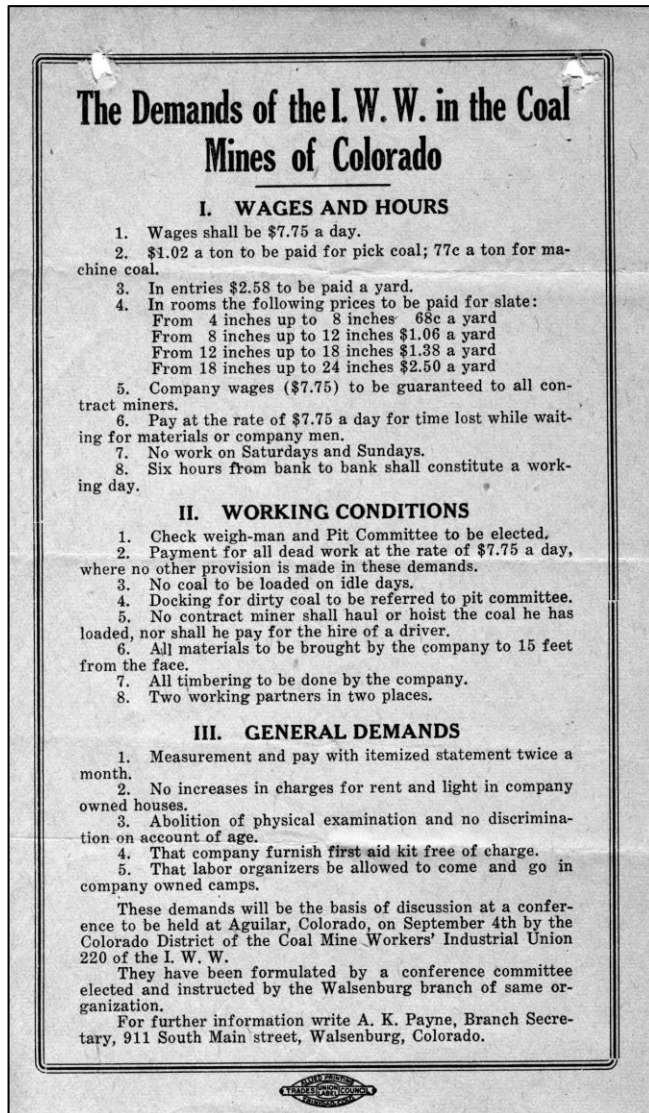 The Demands of the I. W. W. in the Coal
Mines of Colorado
I. WAGES AND HOURS
1. Wages shall be $7.75 a day.
2. $1.02 a ton to be paid for pick coal; 77c a ton for ma-
chine coal.
3. In entries $2.58 to be paid a yard.
4. In rooms the following prices to be paid for slate:
From 4 inches up to 8 inches 68c a yard
From 8 inches up to 12 inches $1.06 a yard
From 12 inches up to 18 inches $1.38 a yard
From 18 inches up to 24 inches $2.50 a yard
5. Company wages ($7.75) to be guaranteed to all con-
tract miners.
6. Pay at the rate of $7.75 a day for time lost while wait-
ing for materials or company men.
7. No work on Saturdays and Sundays.
8. Six hours from bank to bank shall constitute a work-
ing day.
II. WORKING CONDITIONS
1. Check weigh-man and Pit Committee to be elected.
2. Payment for all dead work at the rate of $7.75 a day,
where no other provision is made in these demands.
3. No coal to be loaded on idle days.
4. Docking for dirty coal to be referred to pit committee.
5. No contract miner shall haul or hoist the coal he has
loaded, nor shall he pay for the hire of a driver.
6. All materials to be brought by the company to 15 feet
from the face.
7. All timbering to be done by the company.
8. Two working partners in two places.
III. GENERAL DEMANDS
1. Measurement and pay with itemized statement twice a
month.
2. No increases in charges for rent and light in company
owned houses.
3. Abolition of physical examination and no discrimina-
tion on account of age.
4. That company furnish first aid kit free of charge.
5. That labor organizers be allowed to come and go in
company owned camps.
These demands will be the basis of discussion at a confer-
ence to be held at Aguilar, Colorado, on September 4th by the
Colorado District of the Coal Mine Workers' Industrial Union
220 of the I. W. W.
They have been formulated by a conference committee
elected and instructed by the Walsenburg branch of same or-
ganization.
For further information write A. K. Payne, Branch Secre-
tary, 911 South Main street, Walsenburg, Colorado.
ALLIED PRINTING
TRADES UNION LABEL COUNCIL